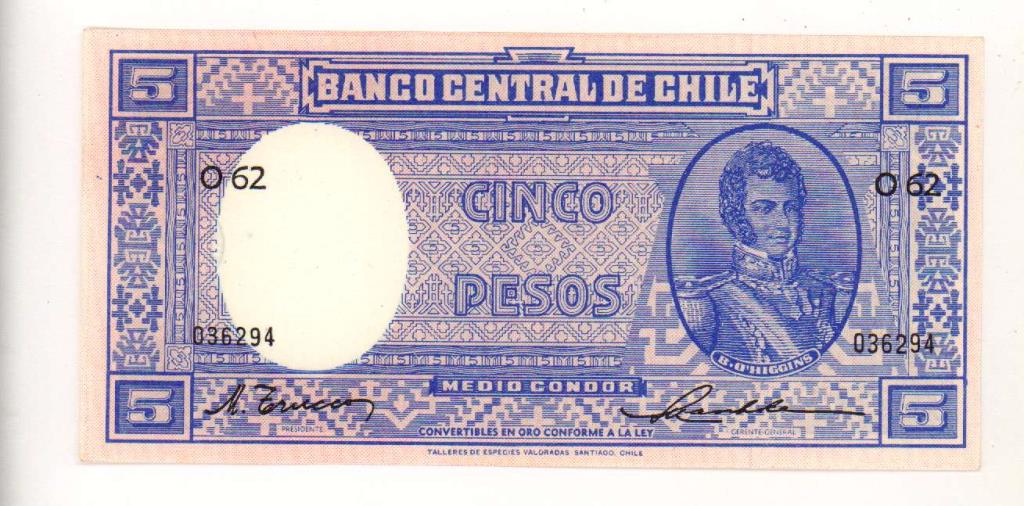 5 BANCO CENTRAL DE CHILE 5
O 62 O 62
CINCO
PESOS
036294 036294
B. O'HIGGINS
MEDIO CONDOR
5 5
PRESIDENTE GERENTE GENERAL
CONVERTIBLES EN ORO CONFORME A LA LEY
TALLERES DE ESPECIES VALORADAS SANTIAGO, CHILE